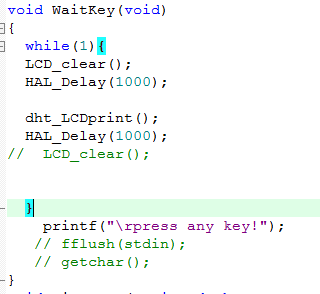 void WaitKey(void)
{
while(1){
LCD_clear();
HAL_Delay(1000);
dht_LCDprint();
HAL_Delay(1000);
//  LCD_clear();
}
printf("\rpress any key!");
// fflush(stdin);
// getchar();
}